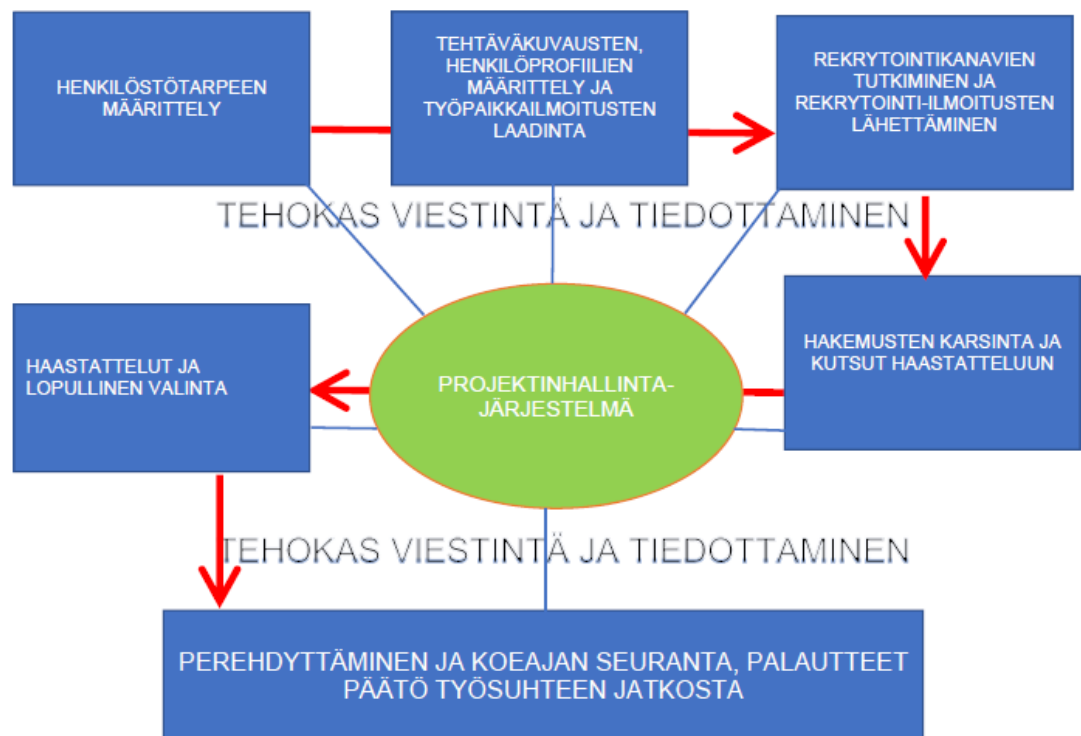 HENKILÖSTÖTARPEEN
MÄÄRITTELY
TEHTÄVÄKUVAUSTEN,
HENKILÖPROFIILIEN
MÄÄRITTELY JA
TYÖPAIKKAILMOITUSTEN
LAADINTA
REKRYTOINTIKANAVIEN
TUTKIMINEN JA
REKRYTOINTI-ILMOITUSTEN
LÄHETTÄMINEN
TEHOKAS VIESTINTÄ JA TIEDOTTAMINEN
HAASTATTELUT JA
LOPULLINEN VALINTA
PROJEKTINHALLINTA-
JÄRJESTELMÄ
HAKEMUSTEN KARSINTA JA
KUTSUT HAASTATTELUUN
TEHOKAS VIESTINTÄ JA TIEDOTTAMINEN
PEREHDYTTÄMINEN JA KOEAJAN SEURANTA, PALAUTTEET
PÄÄTÖ TYÖSUHTEEN JATKOSTA